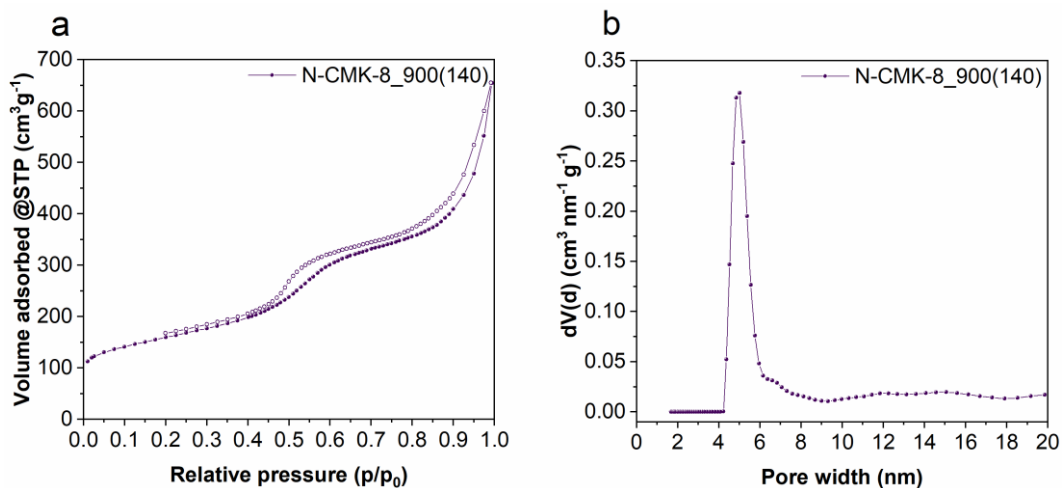 a
N-CMK-8_900(140)
Volume adsorbed @STP (cm³g⁻¹)
700
600
500
400
300
200
100
0
0.0 0.1 0.2 0.3 0.4 0.5 0.6 0.7 0.8 0.9 1.0
Relative pressure (p/p₀)
b
N-CMK-8_900(140)
dV(d) (cm³ nm⁻¹ g⁻¹)
0.35
0.30
0.25
0.20
0.15
0.10
0.05
0.00
2 4 6 8 10 12 14 16 18 20
Pore width (nm)